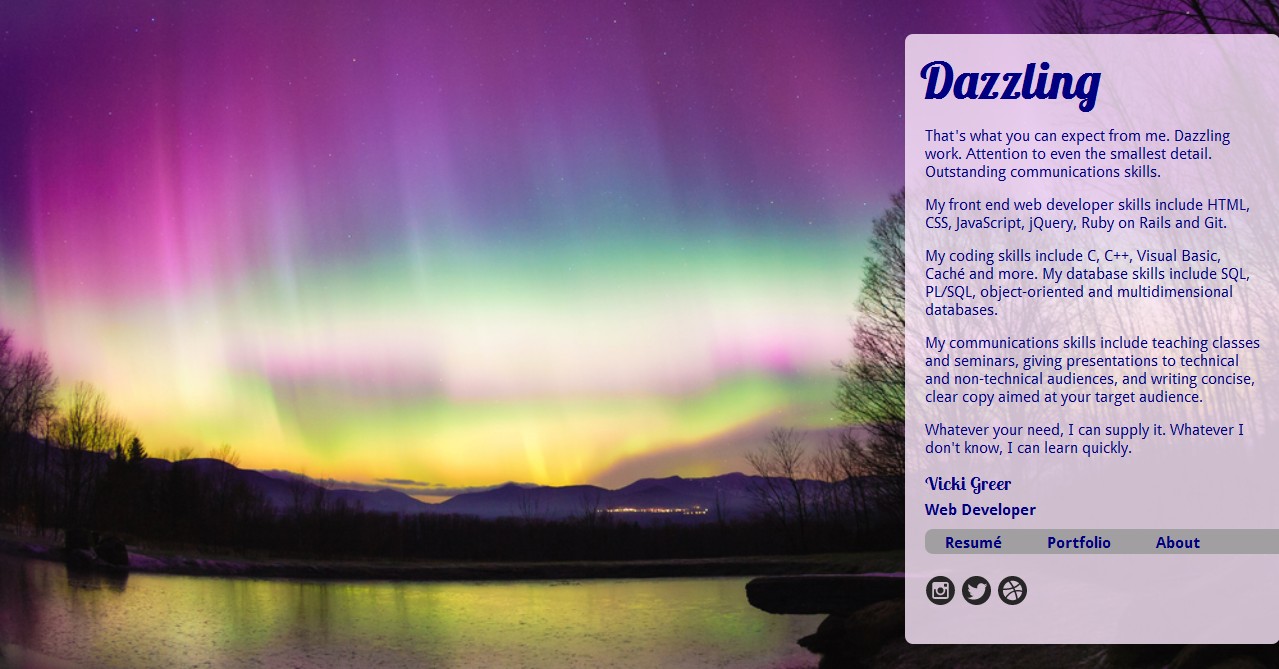 Dazzling
That's what you can expect from me. Dazzling
work. Attention to even the smallest detail.
Outstanding communications skills.
My front end web developer skills include HTML,
CSS, JavaScript, jQuery, Ruby on Rails and Git.
My coding skills include C, C++, Visual Basic,
Caché and more. My database skills include SQL,
PL/SQL, object-oriented and multidimensional
databases.
My communications skills include teaching classes
and seminars, giving presentations to technical
and non-technical audiences, and writing concise,
clear copy aimed at your target audience.
Whatever your need, I can supply it. Whatever I
don't know, I can learn quickly.
Vicki Greer
Web Developer
Resumé Portfolio About